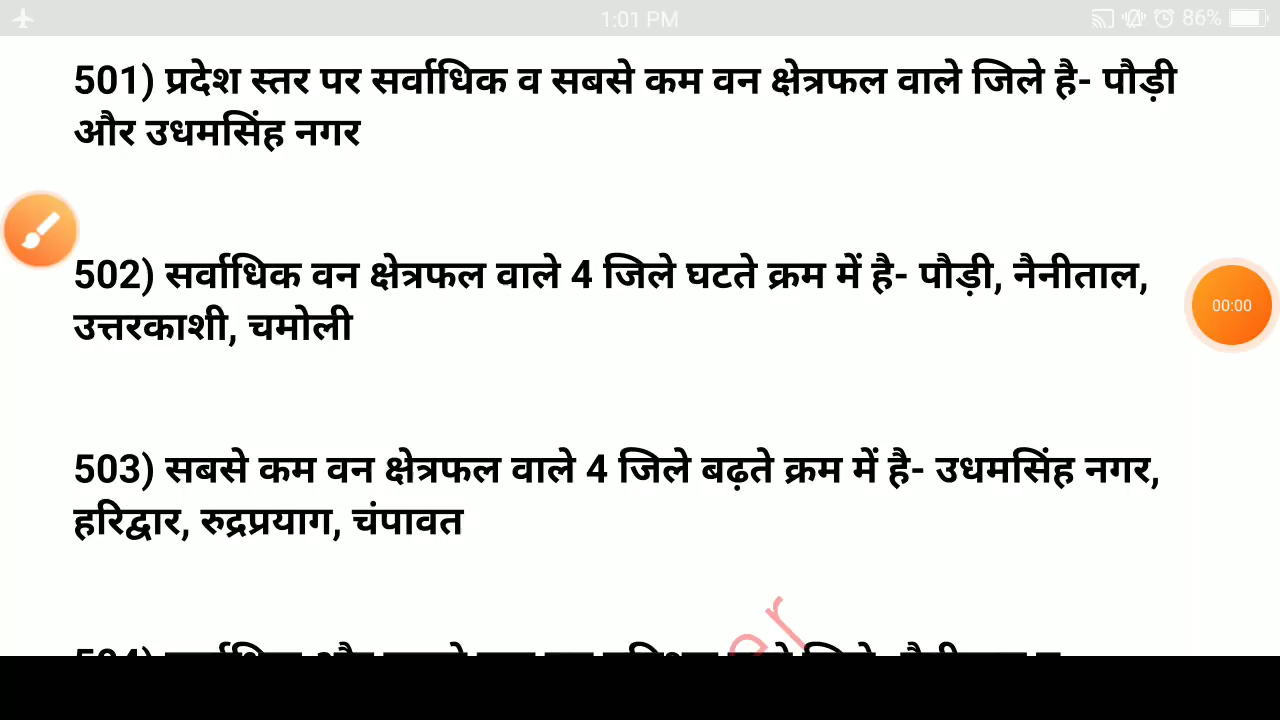 1:01 PM
86%
501) प्रदेश स्तर पर सर्वाधिक व सबसे कम वन क्षेत्रफल वाले जिले है- पौड़ी
और उधमसिंह नगर
502) सर्वाधिक वन क्षेत्रफल वाले 4 जिले घटते क्रम में है- पौड़ी, नैनीताल,
उत्तरकाशी, चमोली
00:00
503) सबसे कम वन क्षेत्रफल वाले 4 जिले बढ़ते क्रम में है- उधमसिंह नगर,
हरिद्वार, रुद्रप्रयाग, चंपावत
er